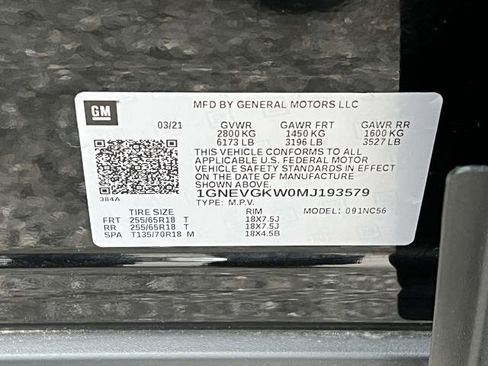 GM
MFD BY GENERAL MOTORS LLC
03/21 GVWR GAWR FRT GAWR RR
2800 KG 1450 KG 1600 KG
6173 LB 3196 LB 3527 LB
THIS VEHICLE CONFORMS TO ALL
APPLICABLE U.S. FEDERAL MOTOR
VEHICLE SAFETY STANDARDS IN EFFECT
ON THE DATE OF MANUFACTURE
SHOWN ABOVE.
1GNEVGKW0MJ193579
384A
TYPE: M.P.V.
TIRE SIZE RIM MODEL: 091NC56
FRT 255/65R18 T 18X7.5J
RR 255/65R18 T 18X7.5J
SPA T135/70R18 M 18X4.5B